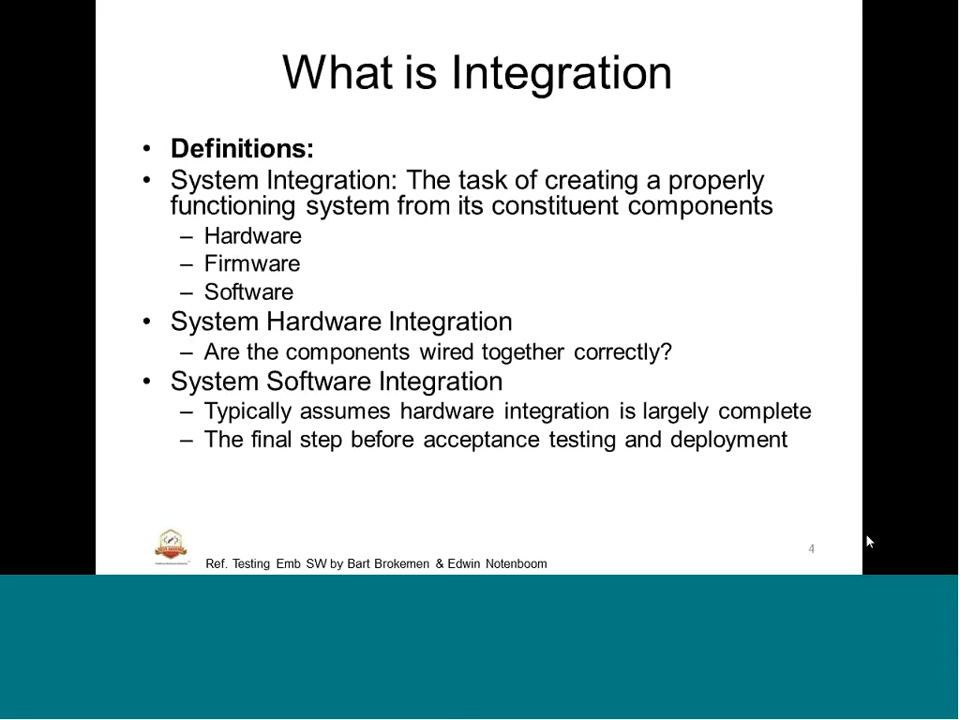 What is Integration
• Definitions:
• System Integration: The task of creating a properly
functioning system from its constituent components
– Hardware
– Firmware
– Software
• System Hardware Integration
– Are the components wired together correctly?
• System Software Integration
– Typically assumes hardware integration is largely complete
– The final step before acceptance testing and deployment
4
Ref. Testing Emb SW by Bart Brokemen & Edwin Notenboom